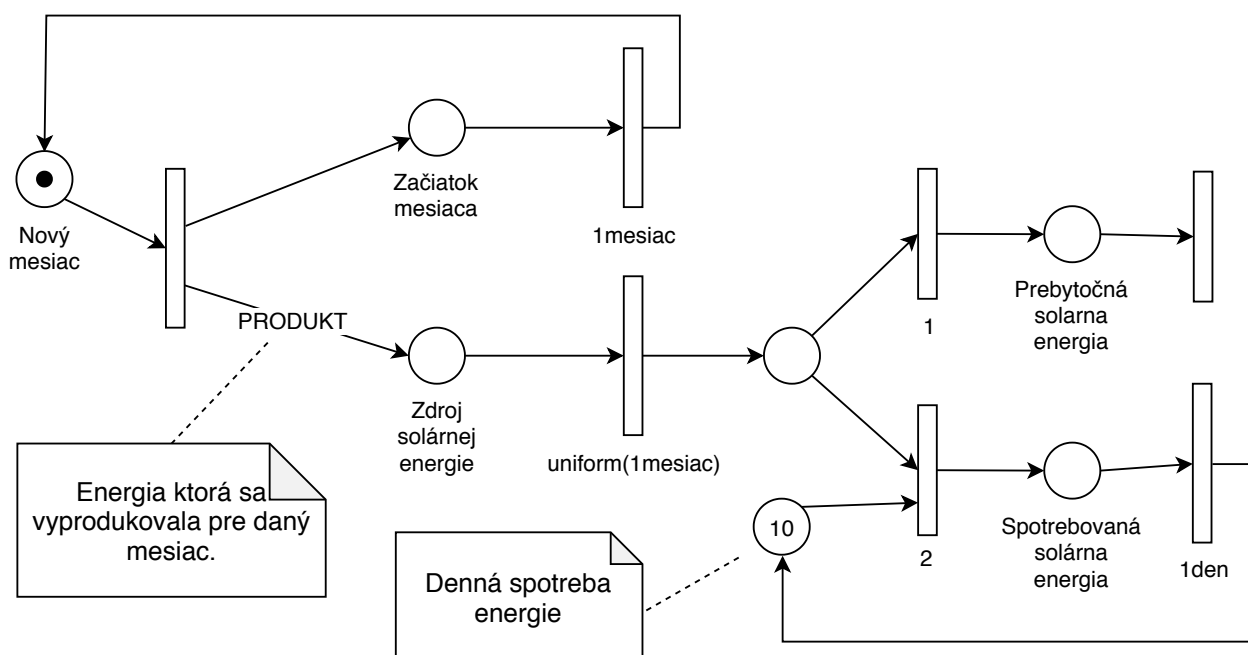 Nový
mesiac
Začiatok
mesiaca
1mesiac
PRODUKT
Zdroj
solárnej
energie
uniform(1mesiac)
1
Prebytočná
solarna
energia
Energia ktorá sa
vyprodukovala pre daný
mesiac.
Denná spotreba
energie
10
2
Spotrebovaná
solárna
energia
1den